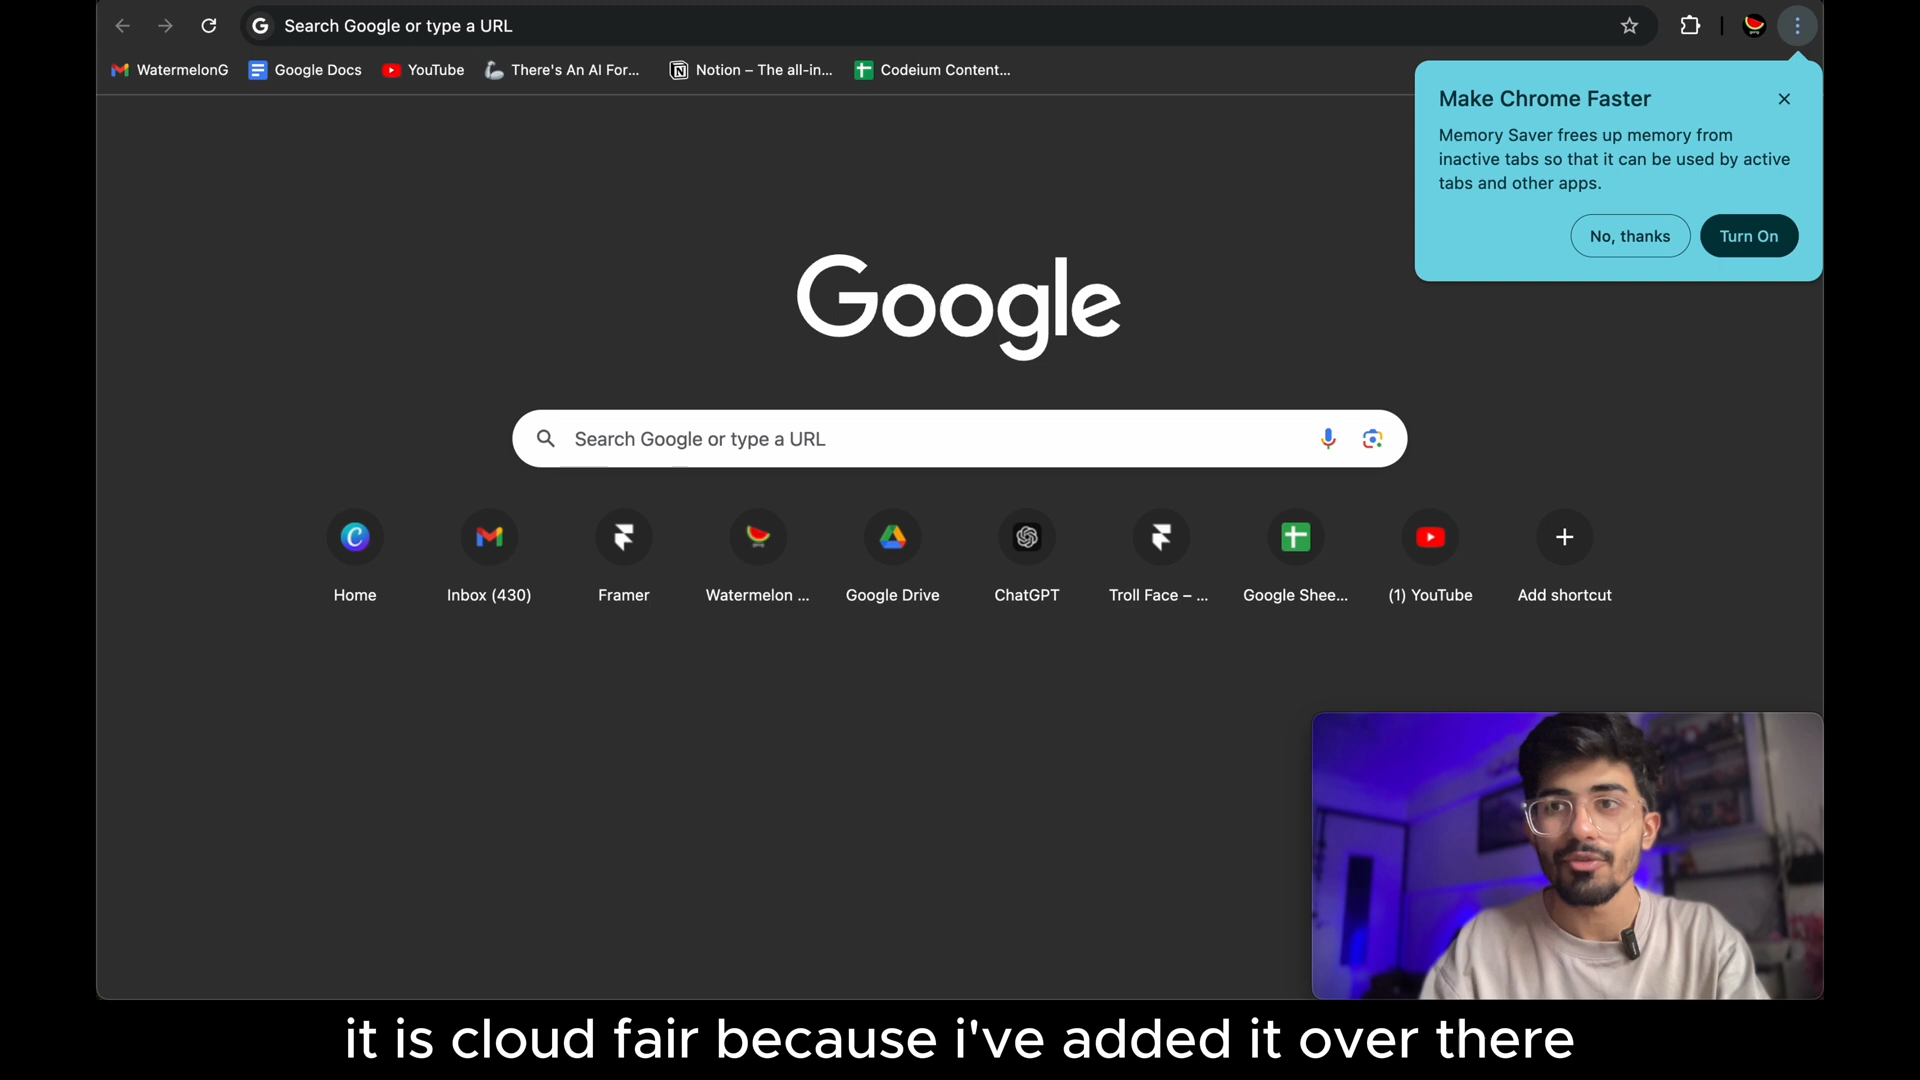 Search Google or type a URL
WatermelonG Google Docs YouTube There's An AI For... Notion – The all-in... Codeium Content...
Make Chrome Faster
Memory Saver frees up memory from
inactive tabs so that it can be used by active
tabs and other apps.
No, thanks Turn On
Google
Search Google or type a URL
Home Inbox (430) Framer Watermelon ... Google Drive ChatGPT Troll Face – ... Google Shee... (1) YouTube Add shortcut
it is cloud fair because i've added it over there